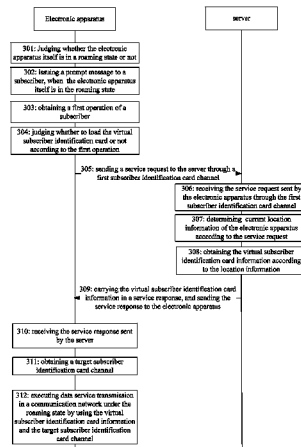 Electronic apparatus
server
301: Judging whether the electronic
apparatus itself is in a roaming state or not
302: issuing a prompt message to a
subscriber, when the electronic apparatus
itself is in the roaming state
303: obtaining a first operation of a
subscriber
304: judging whether to load the virtual
subscriber identification card or not
according to the first operation
305: sending a service request to the server through a
first subscriber identification card channel
306: receiving the service request sent by
the electronic apparatus through the first
subscriber identification card channel
307: determining current location
information of the electronic apparatus
according to the service request
308: obtaining the virtual subscriber
identification card information according
to the location information
309: carrying the virtual subscriber identification card
information in a service response, and sending the
service response to the electronic apparatus
310: receiving the service response sent
by the server
311: obtaining a target subscriber
identification card channel
312: executing data service transmission
in a communication network under the
roaming state by using the virtual
subscriber identification card information
and the target subscriber identification
card channel